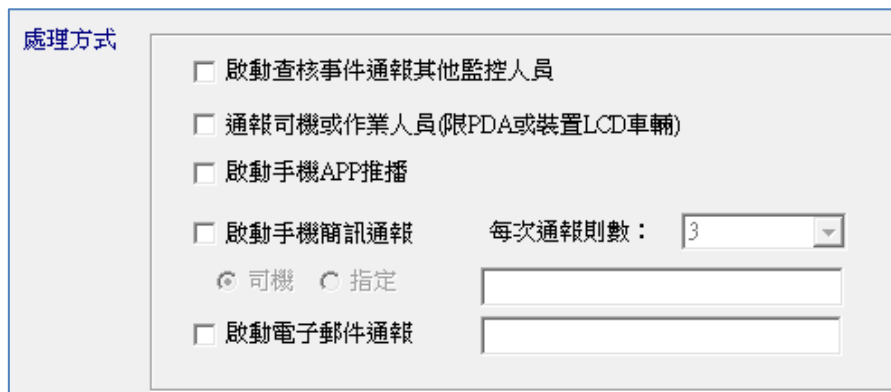 處理方式
啟動查核事件通報其他監控人員
通報司機或作業人員(限PDA或裝置LCD車輛)
啟動手機APP推播
啟動手機簡訊通報 每次通報則數： 3
司機 指定
啟動電子郵件通報